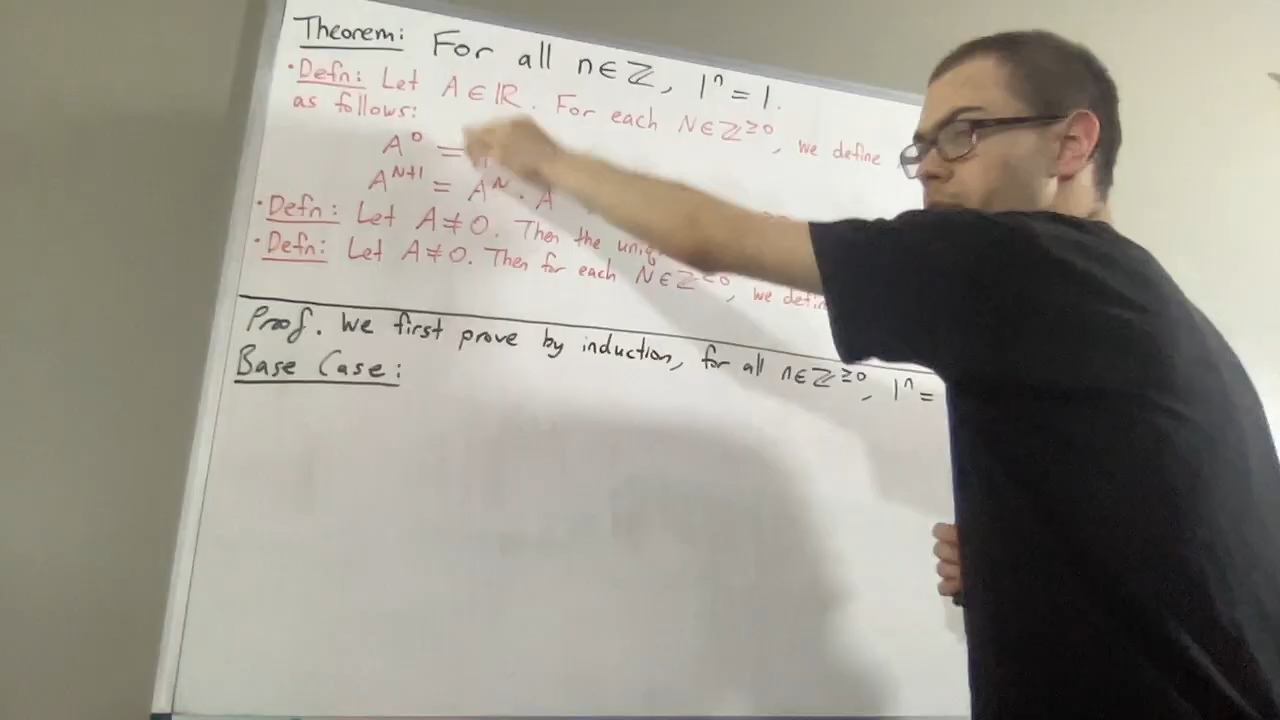 Theorem: For all n∈ℤ, 1ⁿ = 1.
• Defn: Let A∈ℝ. For each N∈ℤ≥0, we define
as follows:
A⁰ =
Aᴺ⁺¹ = Aᴺ · A
• Defn: Let A≠0. Then the
• Defn: Let A≠0. Then for each N∈ℤ<0, we
Proof. We first prove by induction, for all n∈ℤ≥0, 1ⁿ =
Base Case: